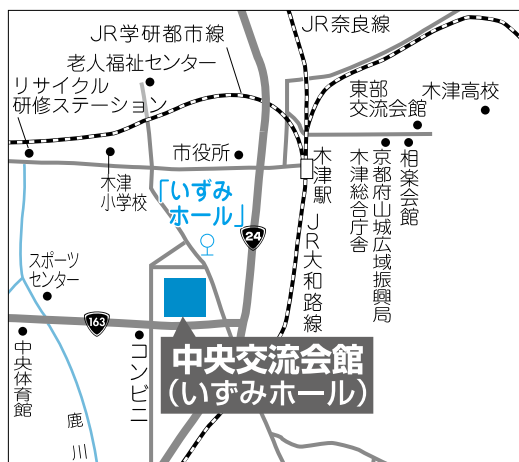 JR学研都市線
JR奈良線
老人福祉センター
リサイクル
研修ステーション
東部
交流会館
木津高校
市役所
木津
小学校
「いずみ
ホール」
木津駅
JR大和路線
木津総合庁舎
京都府山城広域振興局
相楽会館
24
スポーツ
センター
163
中央体育館
鹿川
コンビニ
中央交流会館
(いずみホール)